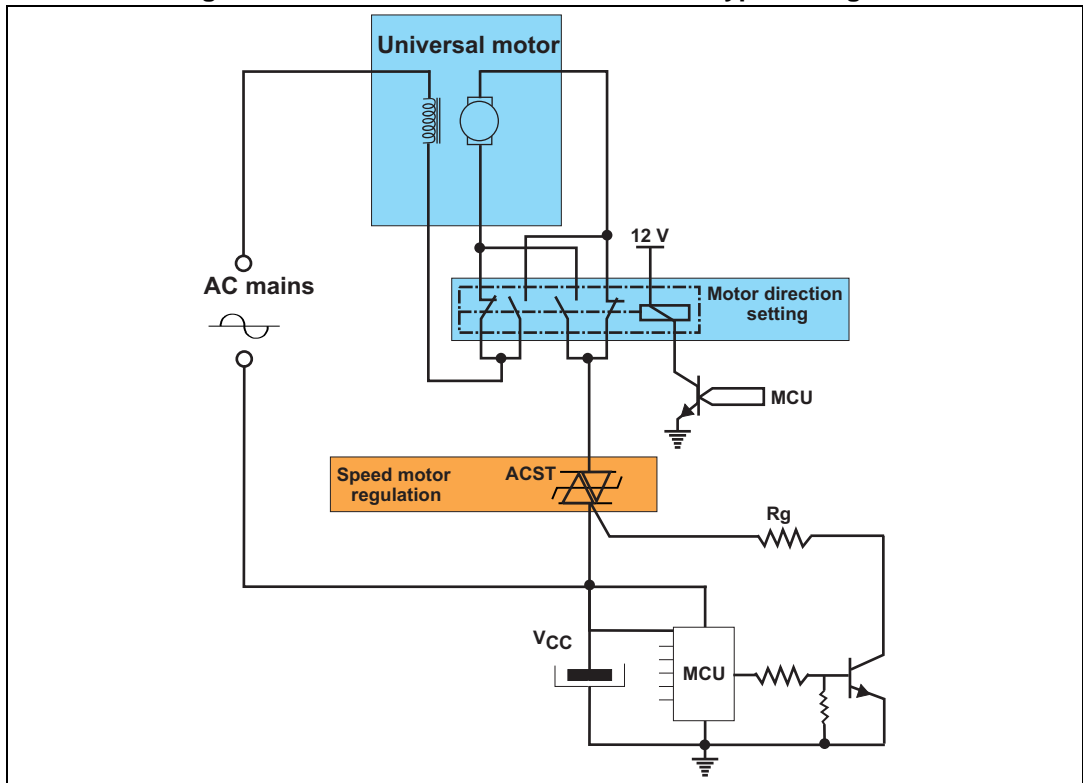 Universal motor
12 V
AC mains
Motor direction
setting
MCU
Speed motor
regulation
ACST
Rg
VCC
MCU